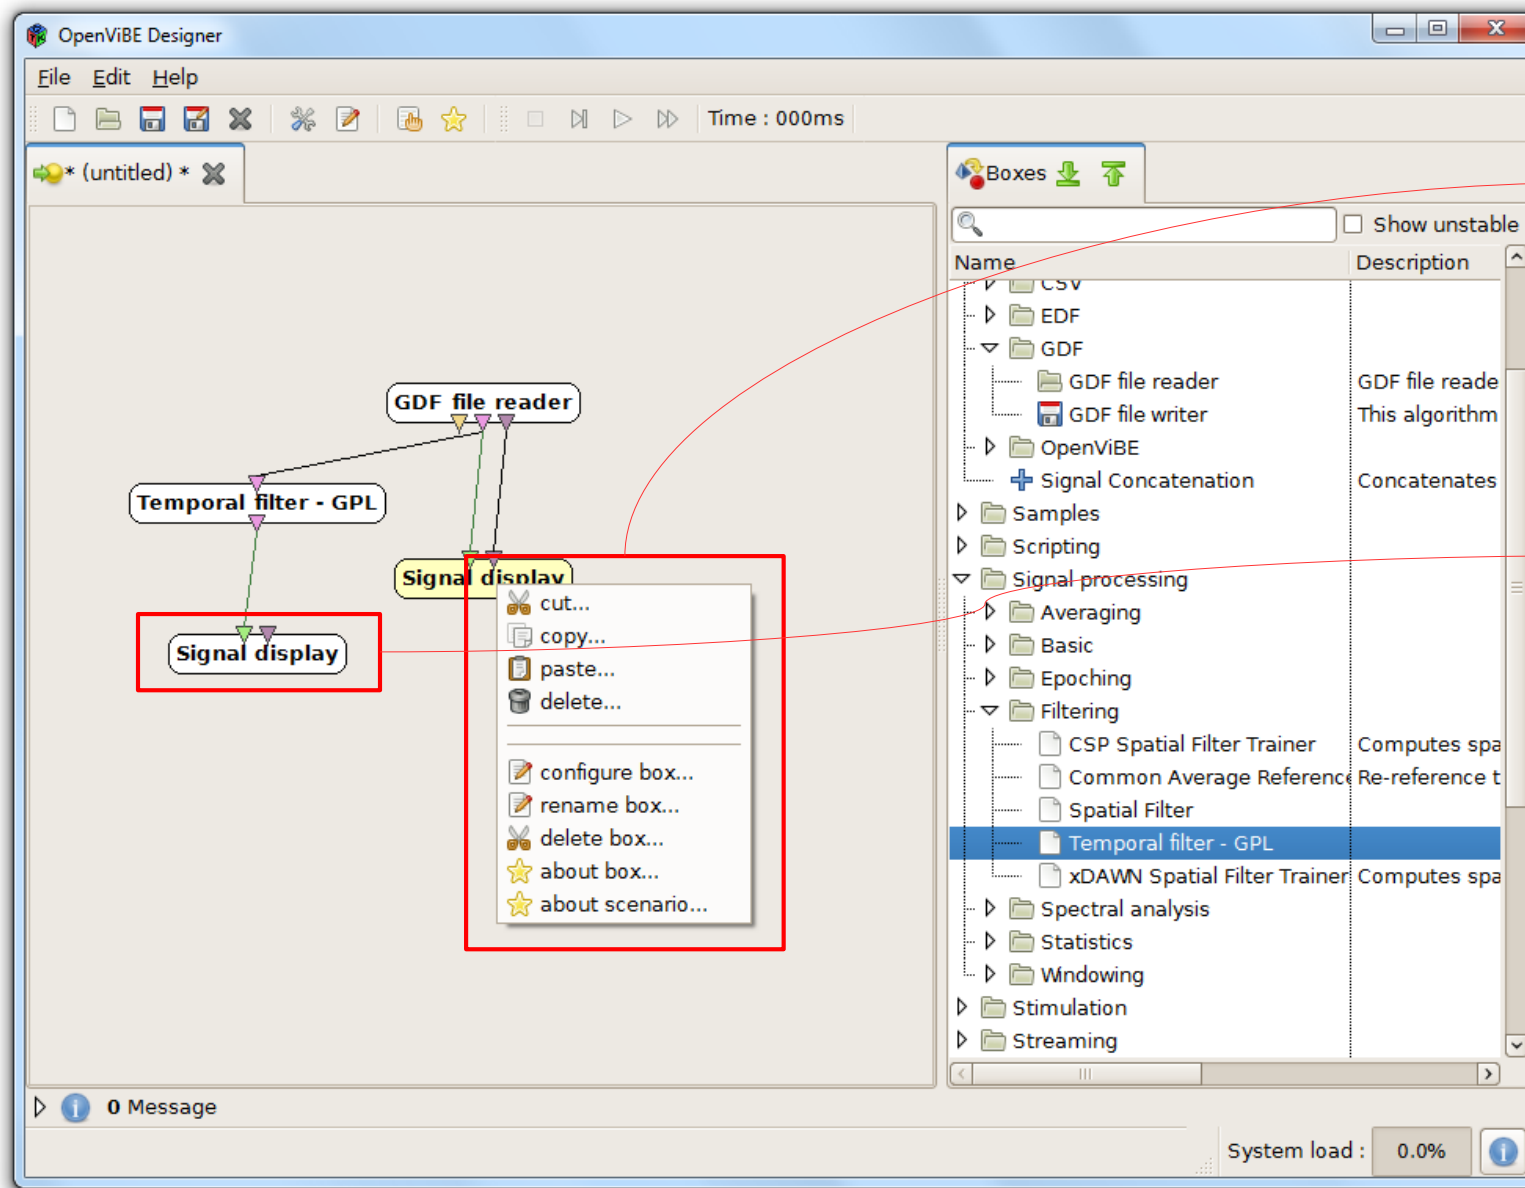 OpenViBE Designer
File Edit Help
Time : 000ms
* (untitled) *
Boxes
Show unstable
Name Description
CSV
EDF
GDF
GDF file reader GDF file reade
GDF file writer This algorithm
OpenViBE
Signal Concatenation Concatenates
Samples
Scripting
Signal processing
Averaging
Basic
Epoching
Filtering
CSP Spatial Filter Trainer Computes spa
Common Average Reference Re-reference t
Spatial Filter
Temporal filter - GPL
xDAWN Spatial Filter Trainer Computes spa
Spectral analysis
Statistics
Windowing
Stimulation
Streaming
GDF file reader
Temporal filter - GPL
Signal display
Signal display
cut...
copy...
paste...
delete...
configure box...
rename box...
delete box...
about box...
about scenario...
0 Message
System load : 0.0%